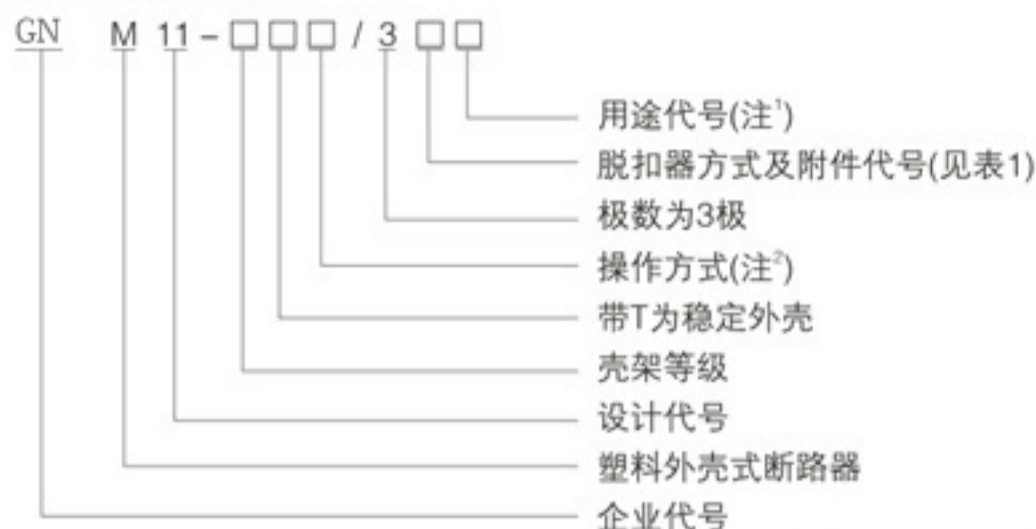 GN M 11-□□□/3□□
用途代号(注¹)
脱扣器方式及附件代号(见表1)
极数为3极
操作方式(注²)
带T为稳定外壳
壳架等级
设计代号
塑料外壳式断路器
企业代号